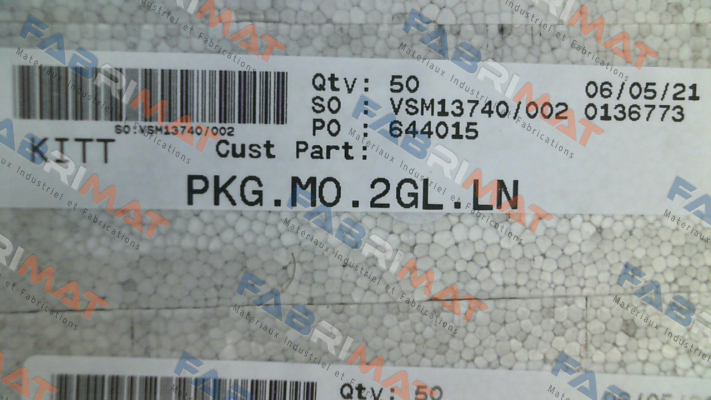 Qty: 50 06/05/21
SO : VSM13740/002 0136773
SO:VSM13740/002
PO : 644015
KITT Cust Part:
PKG.MO.2GL.LN
FABRIMAT
Materiaux Industriel et Fabrications
Qty: 50